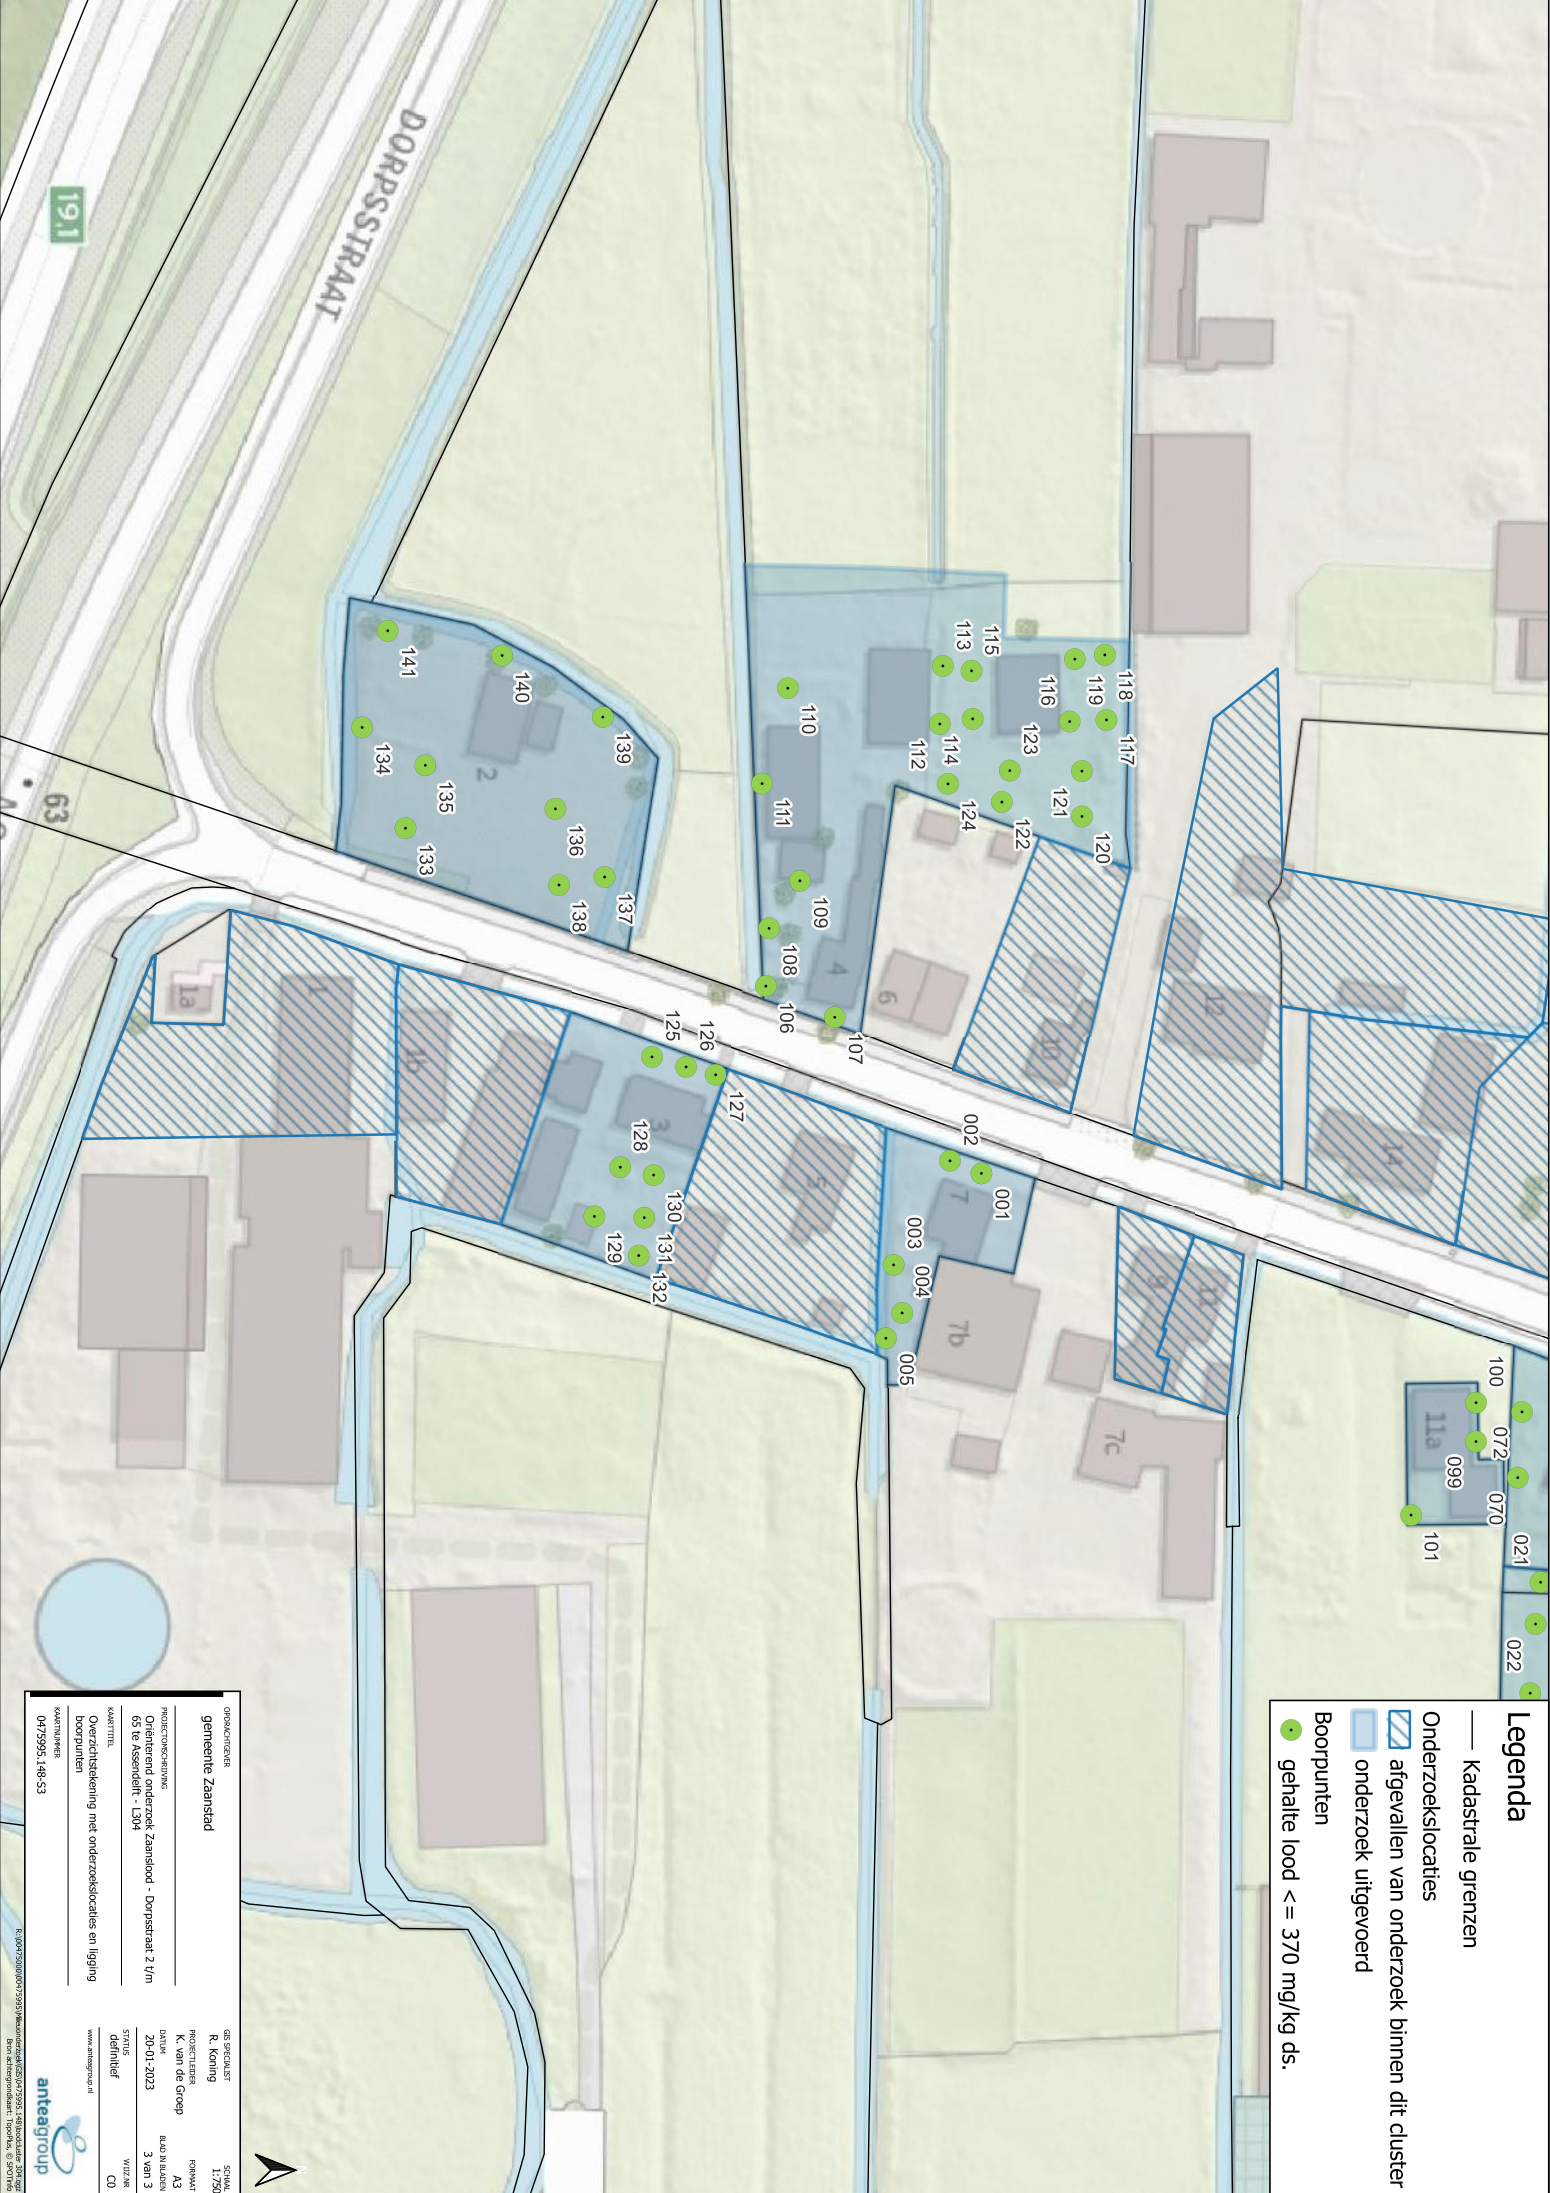 Legenda
Kadastrale grenzen
Onderzoekslocaties
afgevallen van onderzoek binnen dit cluster
onderzoek uitgevoerd
Boorpunten
gehalte lood <= 370 mg/kg ds.
DORPSSTRAAT
19,1
63
118
119
117
116
115
113
123
114
112
121
120
122
124
110
111
109
108
106
107
139
140
141
134
135
133
136
137
138
2
4
6
10
12
14
1a
1
1b
3
5
7
7b
7c
9
11
11a
125
126
127
128
130
129
131
132
002
001
003
004
005
100
072
099
070
101
021
022
OPDRACHTGEVER
gemeente Zaanstad
PROJECTOMSCHRIJVING
Oriënterend onderzoek Zaanslood - Dorpsstraat 2 t/m
65 te Assendelft - L304
KAARTTITEL
Overzichtstekening met onderzoekslocaties en ligging
boorpunten
KAARTNUMMER
0475995.148-S3
GIS SPECIALIST
R. Koning
PROJECTLEIDER
K. van de Groep
DATUM
20-01-2023
STATUS
definitief
www.anteagroup.nl
SCHAAL
1:750
FORMAAT
A3
BLAD IN BLADEN
3 van 3
WIJZ.NR
C0
anteagroup
Bron achtergrondkaart: TopoPlus, © SPOTinfo